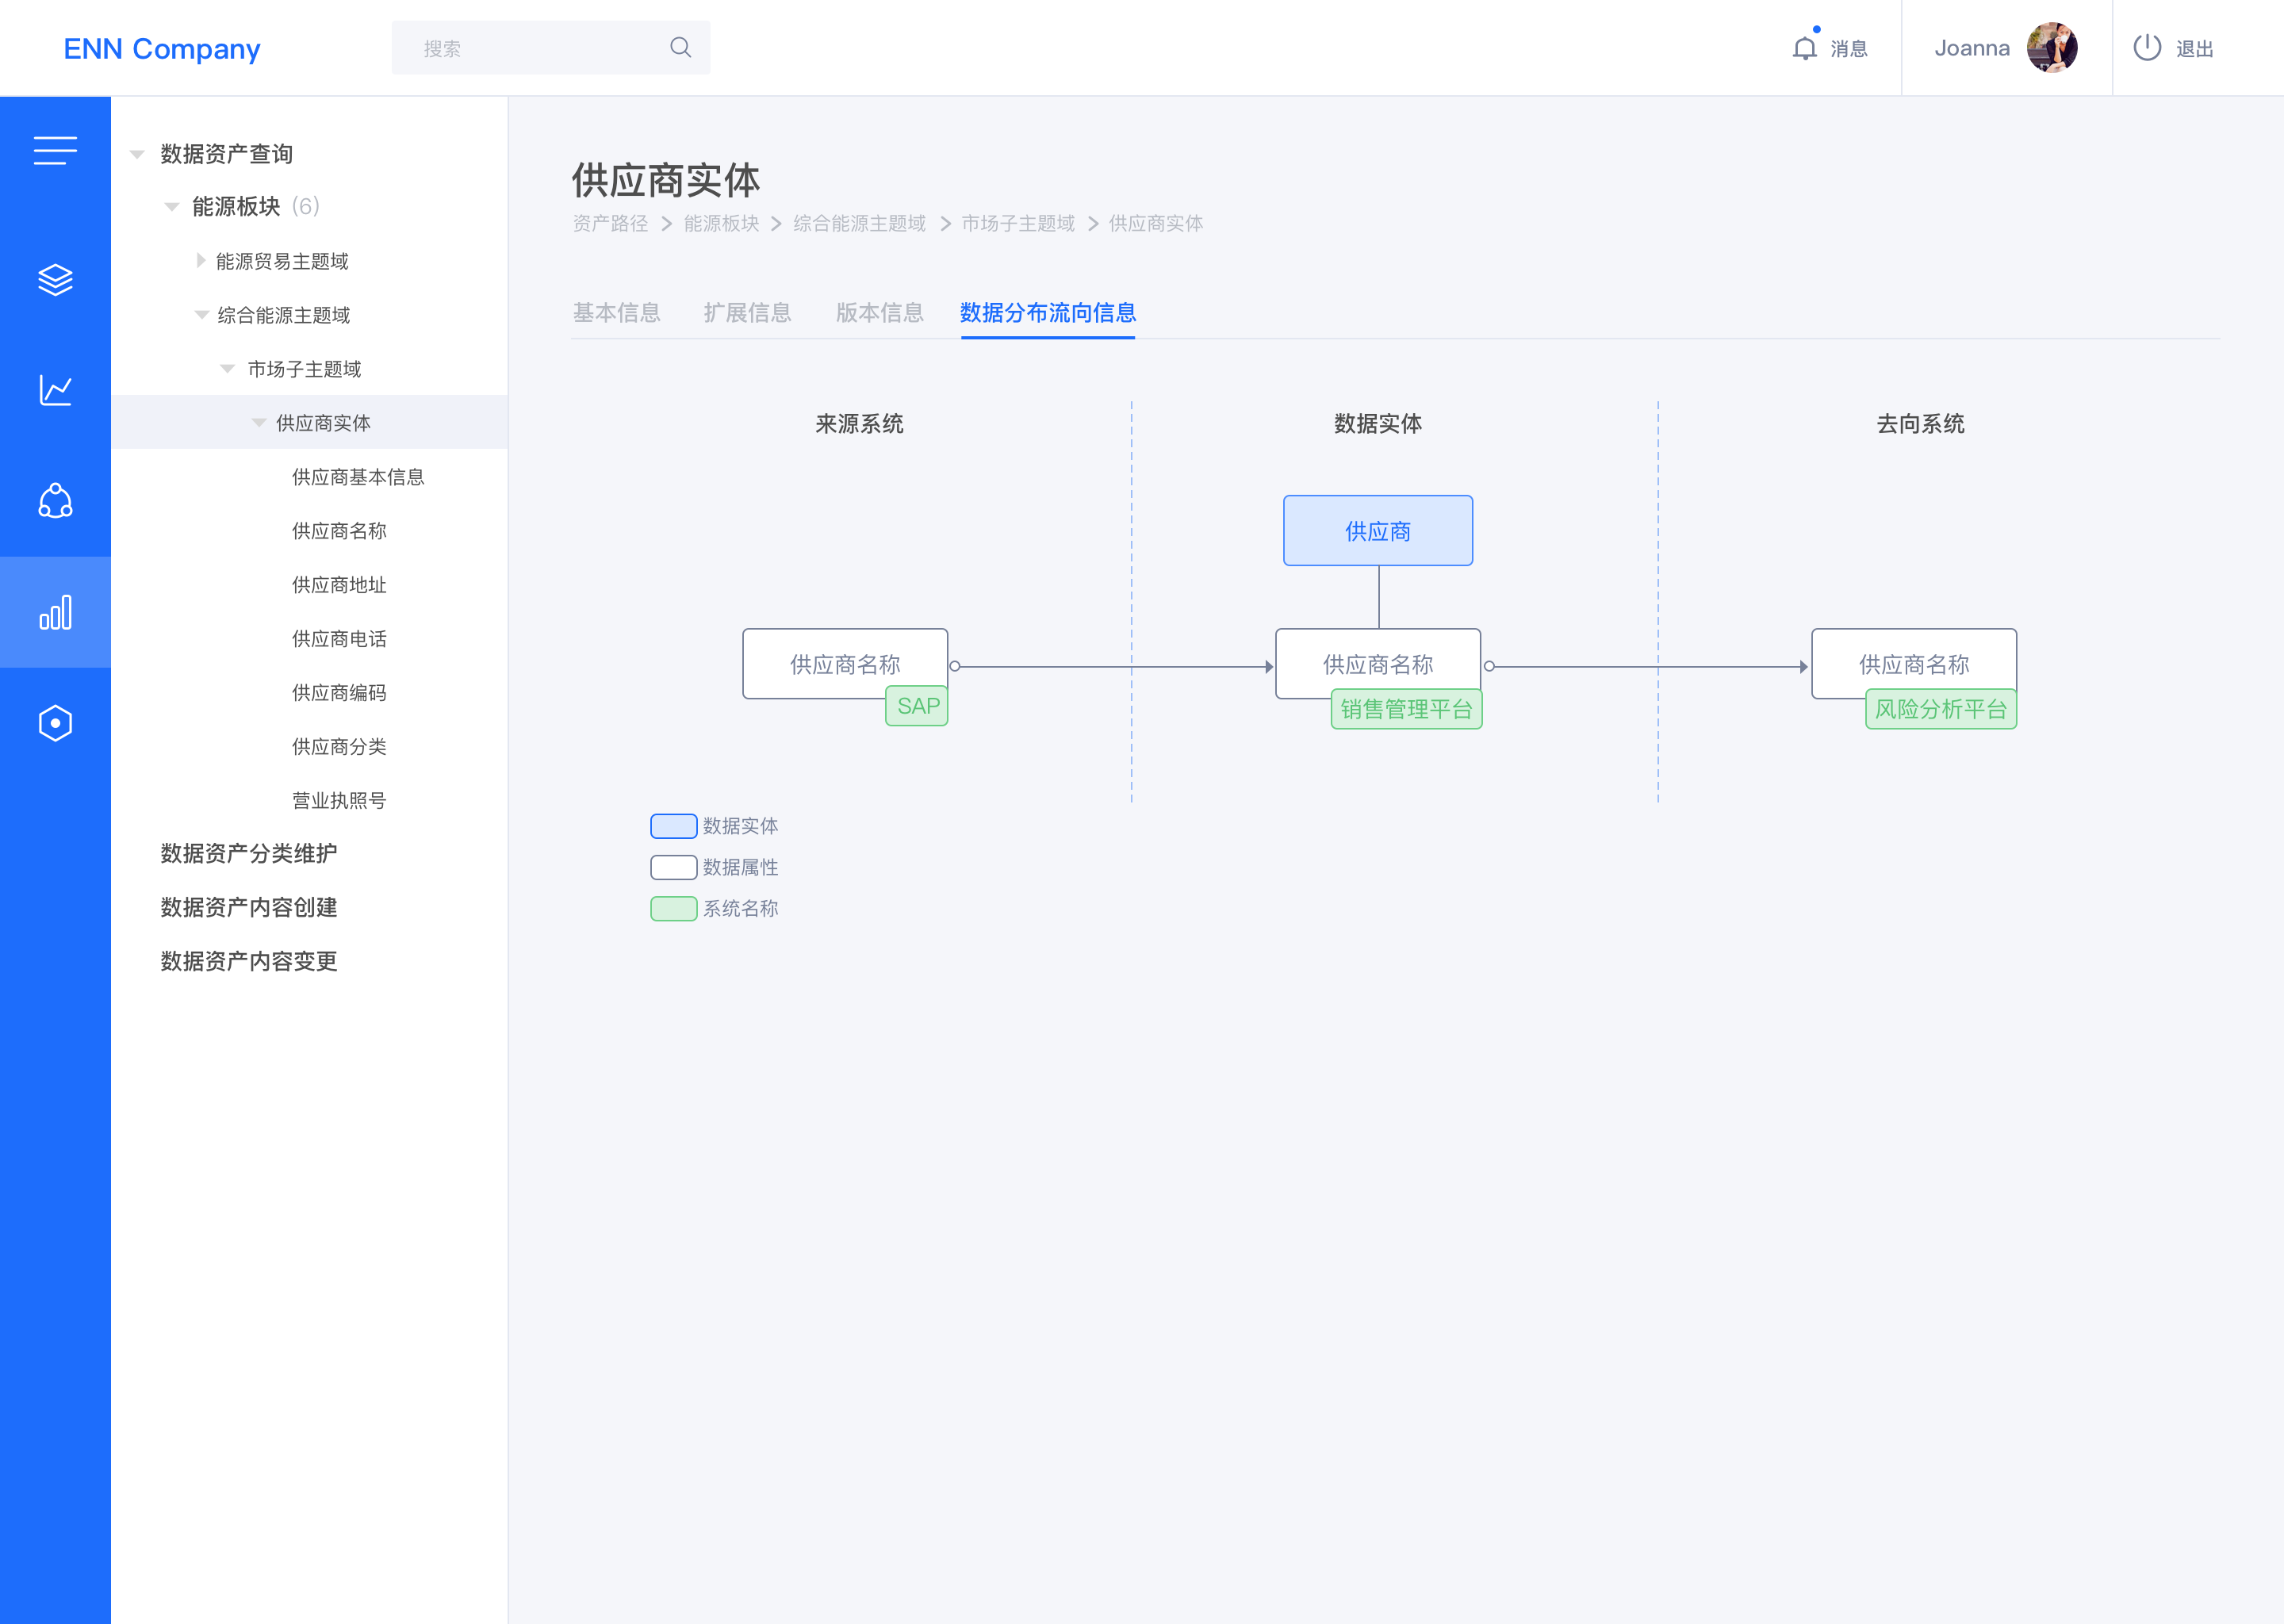 ENN Company
搜索
消息
Joanna
退出
数据资产查询
能源板块 (6)
能源贸易主题域
综合能源主题域
市场子主题域
供应商实体
供应商基本信息
供应商名称
供应商地址
供应商电话
供应商编码
供应商分类
营业执照号
数据资产分类维护
数据资产内容创建
数据资产内容变更
供应商实体
资产路径 > 能源板块 > 综合能源主题域 > 市场子主题域 > 供应商实体
基本信息 扩展信息 版本信息 数据分布流向信息
来源系统 数据实体 去向系统
供应商
供应商名称 供应商名称 供应商名称
SAP 销售管理平台 风险分析平台
数据实体
数据属性
系统名称